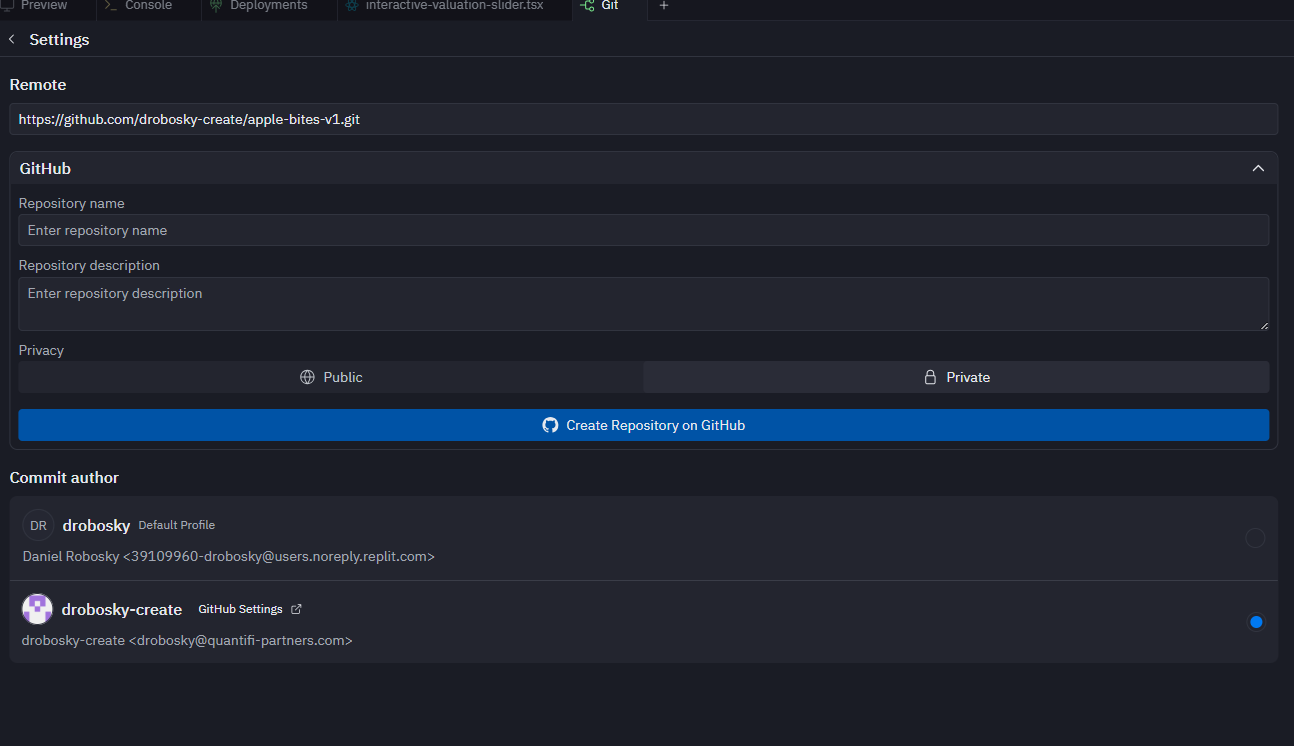 Preview Console Deployments interactive-valuation-slider.tsx Git
Settings
Remote
https://github.com/drobosky-create/apple-bites-v1.git
GitHub
Repository name
Enter repository name
Repository description
Enter repository description
Privacy
Public Private
Create Repository on GitHub
Commit author
DR drobosky Default Profile
Daniel Robosky <39109960-drobosky@users.noreply.replit.com>
drobosky-create GitHub Settings
drobosky-create <drobosky@quantifi-partners.com>